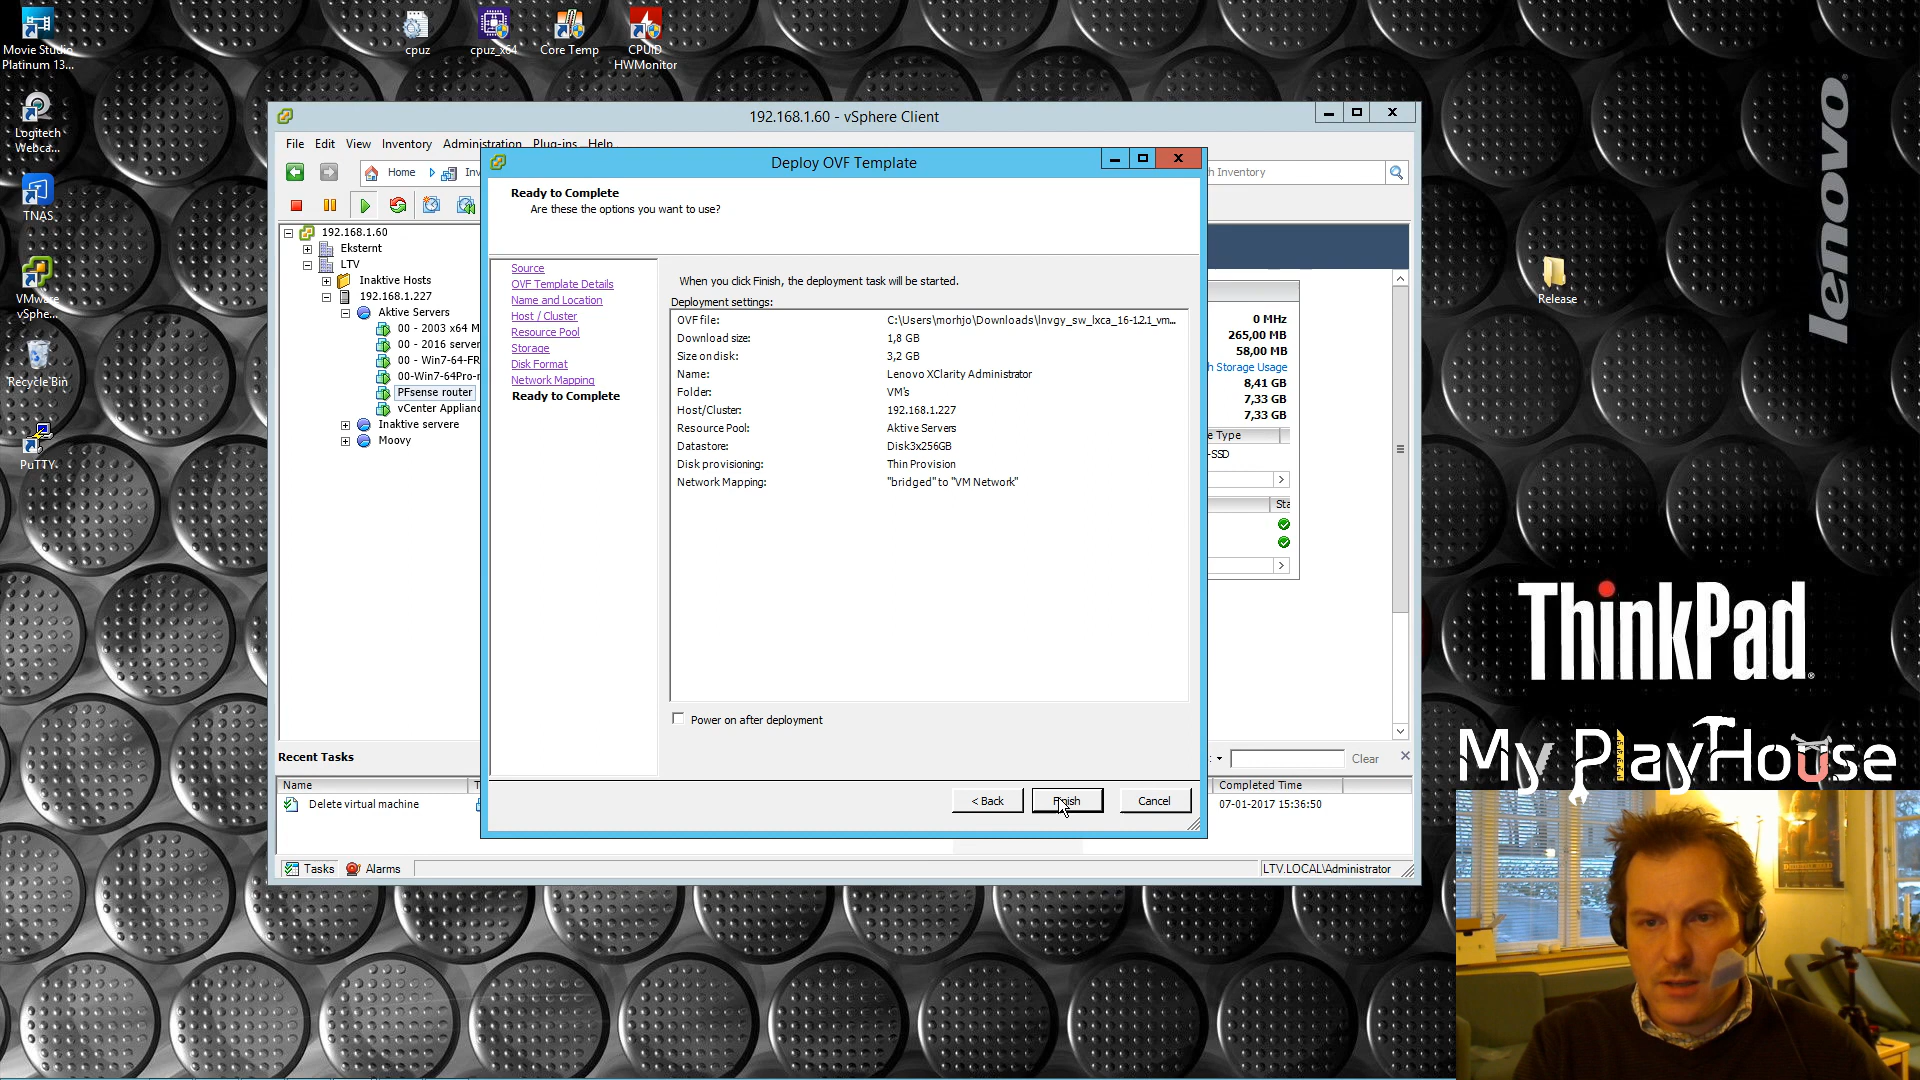 Movie Studio
Platinum 13...
cpuz
cpuz_x64
Core Temp
CPUID
HWMonitor
Logitech
Webca...
TNAS
VMware
vSphe...
Recycle Bin
PuTTY
Release
lenovo
ThinkPad
My PlayHouse
192.168.1.60 - vSphere Client
File Edit View Inventory Administration Plug-ins Help
Home
Inv
h Inventory
192.168.1.60
Eksternt
LTV
Inaktive Hosts
192.168.1.227
Aktive Servers
00 - 2003 x64 M
00 - 2016 server
00 - Win7-64-FR
00-Win7-64Pro-r
PFsense router
vCenter Applianc
Inaktive servere
Moovy
Deploy OVF Template
Ready to Complete
Are these the options you want to use?
Source
OVF Template Details
Name and Location
Host / Cluster
Resource Pool
Storage
Disk Format
Network Mapping
Ready to Complete
When you click Finish, the deployment task will be started.
Deployment settings:
OVF file: C:\Users\morhjo\Downloads\lnvgy_sw_lxca_16-1.2.1_vm...
Download size: 1,8 GB
Size on disk: 3,2 GB
Name: Lenovo XClarity Administrator
Folder: VM's
Host/Cluster: 192.168.1.227
Resource Pool: Aktive Servers
Datastore: Disk3x256GB
Disk provisioning: Thin Provision
Network Mapping: "bridged" to "VM Network"
Power on after deployment
< Back Finish Cancel
0 MHz
265,00 MB
58,00 MB
h Storage Usage
8,41 GB
7,33 GB
7,33 GB
e Type
-SSD
Sta
Recent Tasks
Clear
Name
Completed Time
Delete virtual machine
07-01-2017 15:36:50
Tasks Alarms
LTV.LOCAL\Administrator